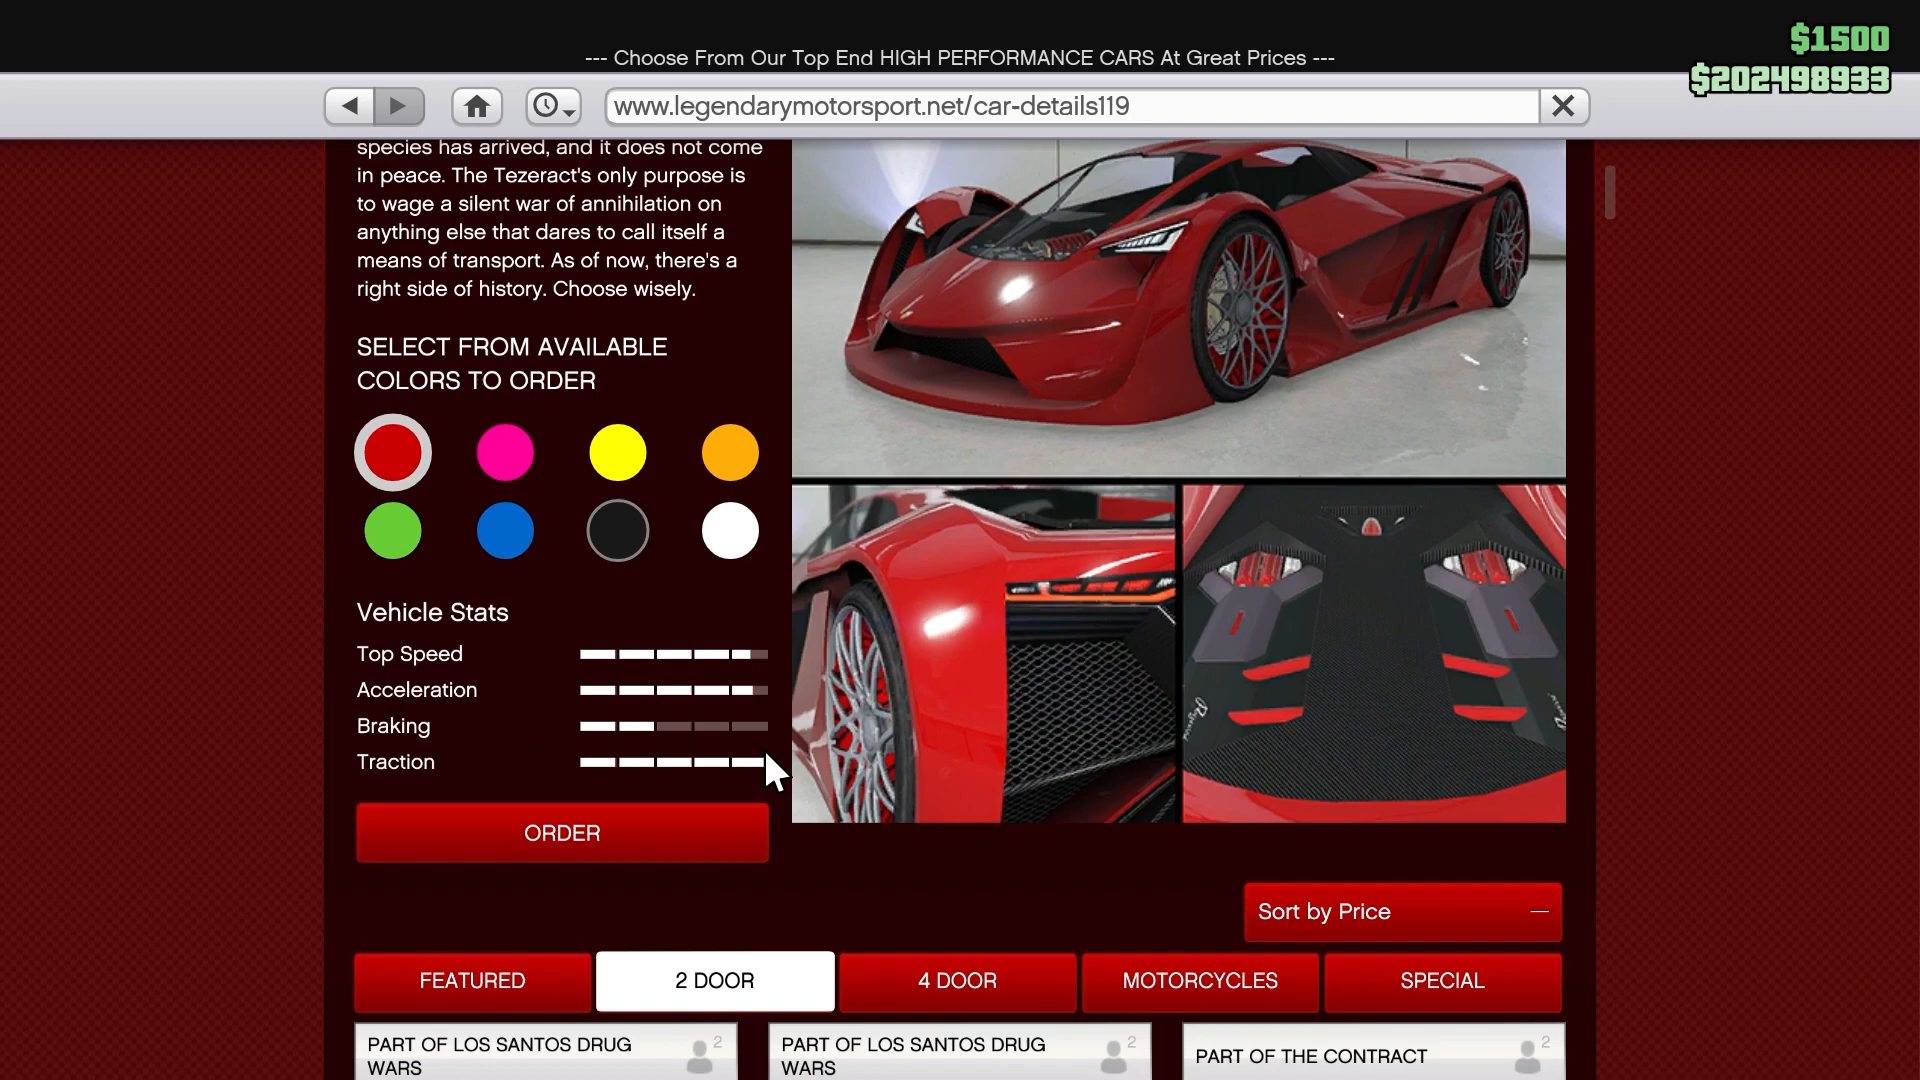 $1500
--- Choose From Our Top End HIGH PERFORMANCE CARS At Great Prices ---
$202498933
www.legendarymotorsport.net/car-details119
species has arrived, and it does not come
in peace. The Tezeract's only purpose is
to wage a silent war of annihilation on
anything else that dares to call itself a
means of transport. As of now, there's a
right side of history. Choose wisely.
SELECT FROM AVAILABLE
COLORS TO ORDER
Vehicle Stats
Top Speed
Acceleration
Braking
Traction
ORDER
Sort by Price
FEATURED
2 DOOR
4 DOOR
MOTORCYCLES
SPECIAL
PART OF LOS SANTOS DRUG
WARS
2
PART OF LOS SANTOS DRUG
WARS
2
PART OF THE CONTRACT
2